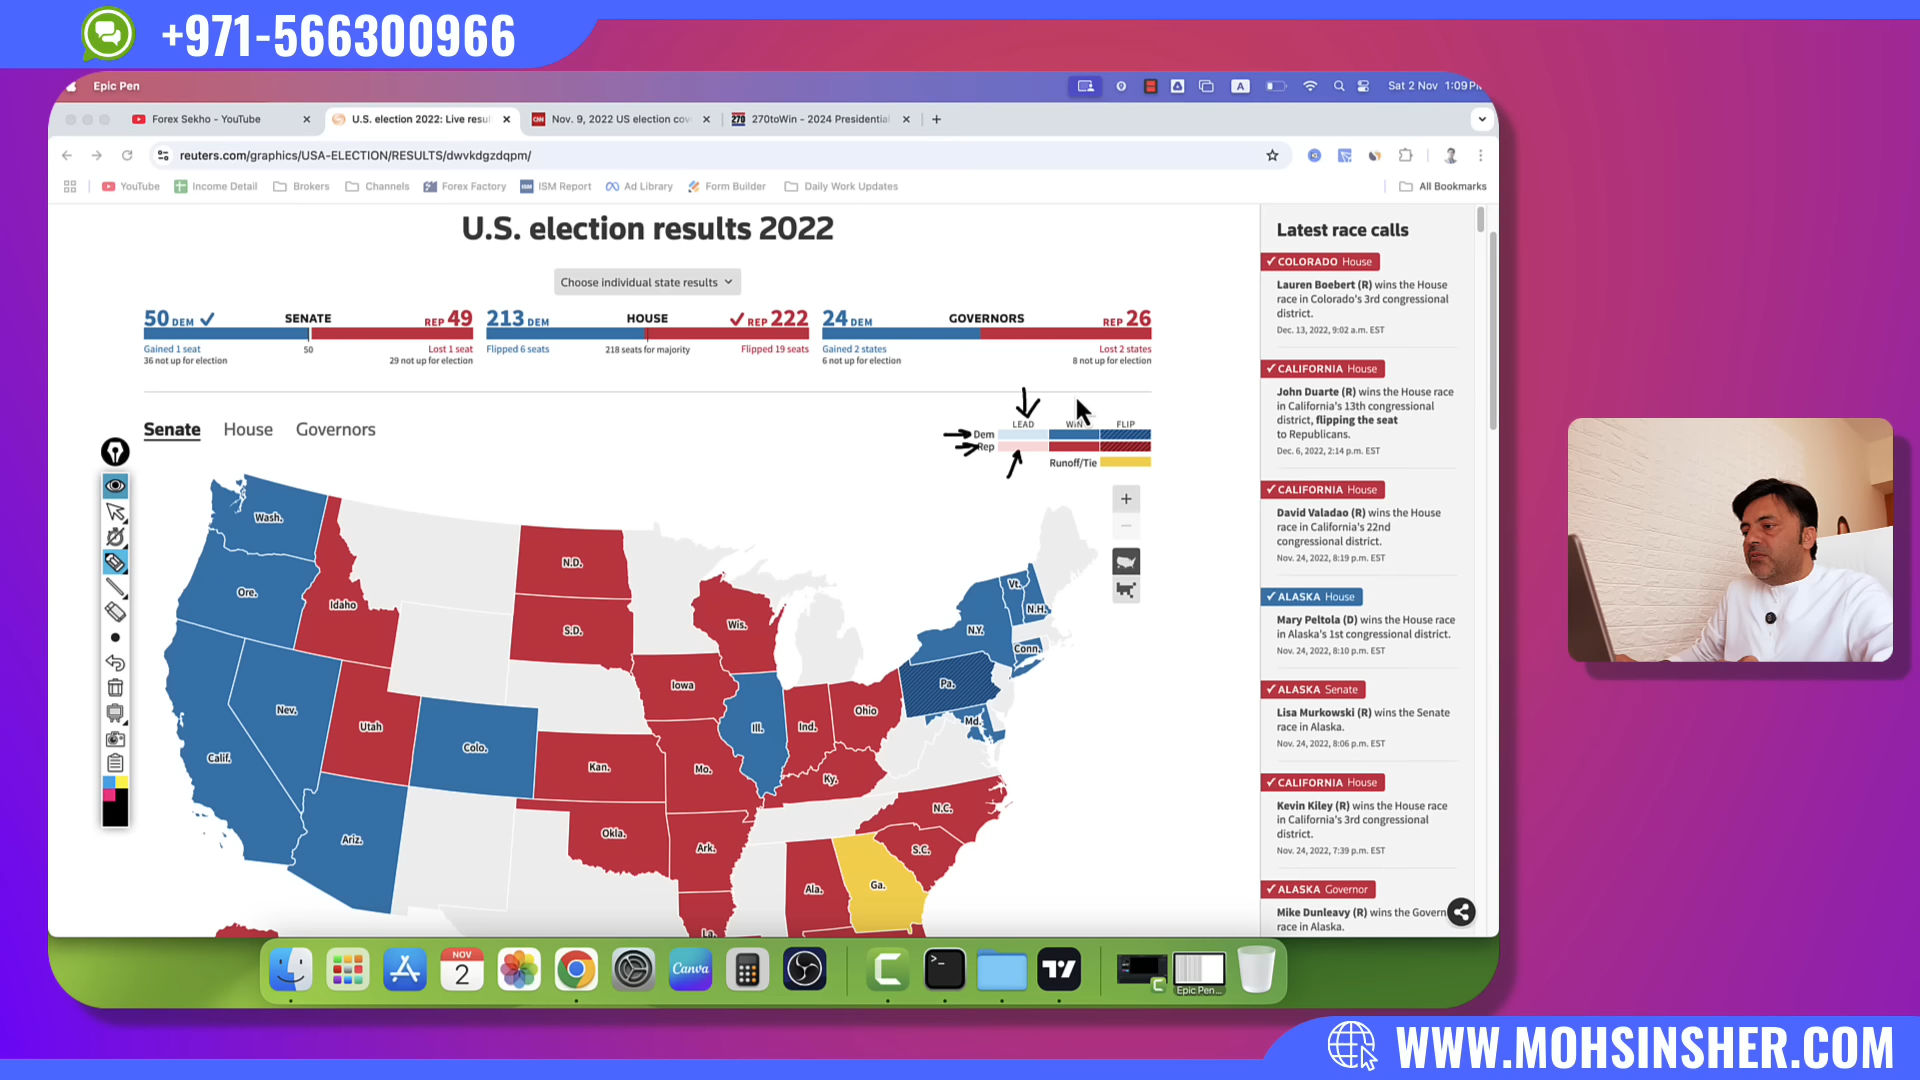 +971-566300966
Epic Pen
A
Sat 2 Nov 1:09
Forex Sekho - YouTube
U.S. election 2022: Live resul
CNN
Nov. 9, 2022 US election cov
270
270toWin - 2024 Presidential
reuters.com/graphics/USA-ELECTION/RESULTS/dwvkdgzdqpm/
YouTube
Income Detail
Brokers
Channels
Forex Factory
ISM Report
Ad Library
Form Builder
Daily Work Updates
All Bookmarks
U.S. election results 2022
Choose individual state results
50 DEM ✓ SENATE REP 49
Gained 1 seat 50 Lost 1 seat
36 not up for election 29 not up for election
213 DEM HOUSE ✓ REP 222
Flipped 6 seats 218 seats for majority Flipped 19 seats
24 DEM GOVERNORS REP 26
Gained 2 states Lost 2 states
6 not up for election 8 not up for election
Senate House Governors
LEAD WIN FLIP
Dem
Rep
Runoff/Tie
+
−
Wash.
Ore.
Idaho
Calif.
Nev.
Utah
Ariz.
Colo.
N.D.
S.D.
Kan.
Okla.
Iowa
Mo.
Ark.
La.
Wis.
Ill.
Ind.
Ohio
Ky.
Ala.
Ga.
S.C.
N.C.
Md.
Pa.
N.Y.
Conn.
Vt.
N.H.
Latest race calls
✓ COLORADO House
Lauren Boebert (R) wins the House
race in Colorado's 3rd congressional
district.
Dec. 13, 2022, 9:02 a.m. EST
✓ CALIFORNIA House
John Duarte (R) wins the House race
in California's 13th congressional
district, flipping the seat
to Republicans.
Dec. 6, 2022, 2:14 p.m. EST
✓ CALIFORNIA House
David Valadao (R) wins the House
race in California's 22nd
congressional district.
Nov. 24, 2022, 8:19 p.m. EST
✓ ALASKA House
Mary Peltola (D) wins the House race
in Alaska's 1st congressional district.
Nov. 24, 2022, 8:10 p.m. EST
✓ ALASKA Senate
Lisa Murkowski (R) wins the Senate
race in Alaska.
Nov. 24, 2022, 8:06 p.m. EST
✓ CALIFORNIA House
Kevin Kiley (R) wins the House race
in California's 3rd congressional
district.
Nov. 24, 2022, 7:39 p.m. EST
✓ ALASKA Governor
Mike Dunleavy (R) wins the Govern
race in Alaska.
NOV
2
Canva
Epic Pen...
WWW.MOHSINSHER.COM